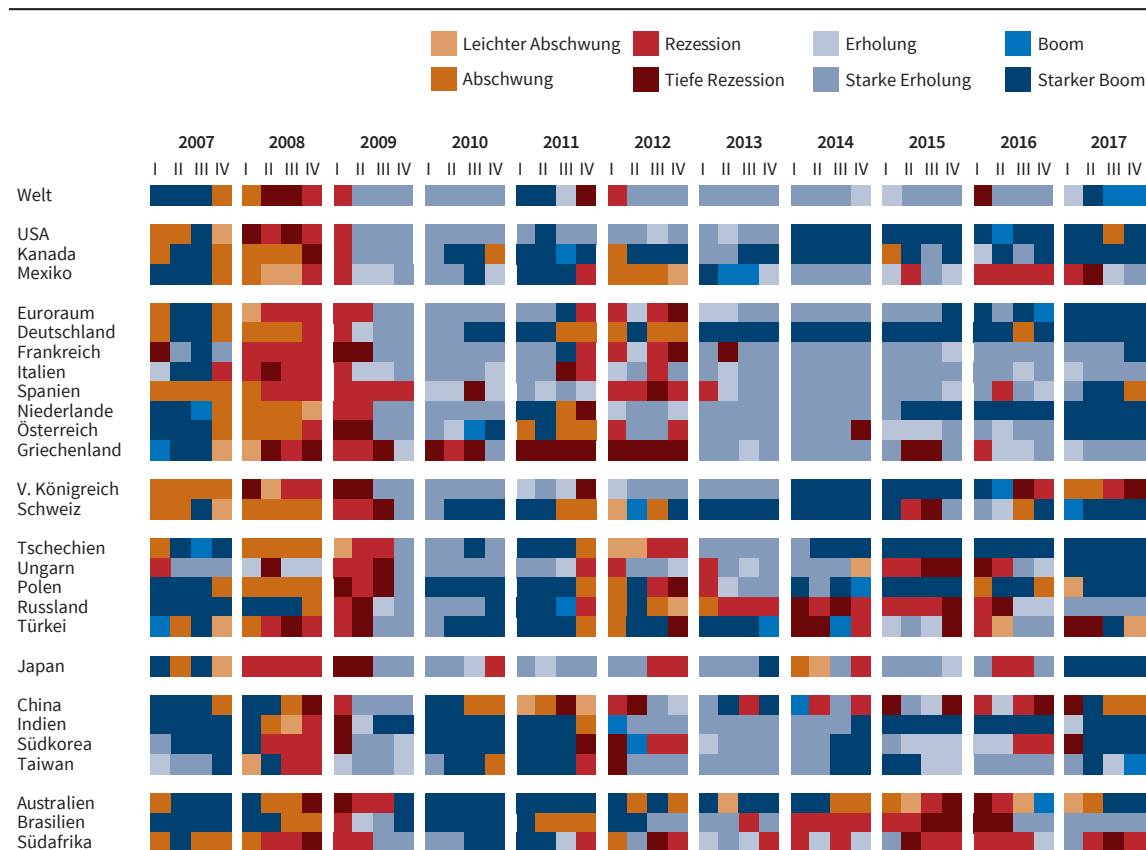 Leichter Abschwung Rezession Erholung Boom
Abschwung Tiefe Rezession Starke Erholung Starker Boom
2007 2008 2009 2010 2011 2012 2013 2014 2015 2016 2017
I II III IV I II III IV I II III IV I II III IV I II III IV I II III IV I II III IV I II III IV I II III IV I II III IV I II III IV
Welt
USA
Kanada
Mexiko
Euroraum
Deutschland
Frankreich
Italien
Spanien
Niederlande
Österreich
Griechenland
V. Königreich
Schweiz
Tschechien
Ungarn
Polen
Russland
Türkei
Japan
China
Indien
Südkorea
Taiwan
Australien
Brasilien
Südafrika